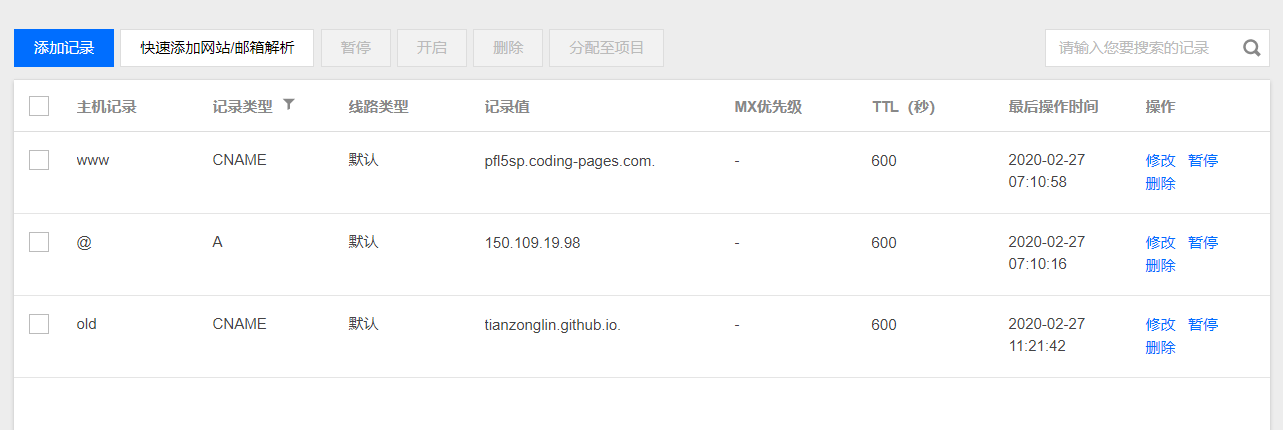 添加记录 快速添加网站/邮箱解析 暂停 开启 删除 分配至项目 请输入您要搜索的记录
主机记录 记录类型 线路类型 记录值 MX优先级 TTL（秒） 最后操作时间 操作
www CNAME 默认 pfl5sp.coding-pages.com. - 600 2020-02-27 修改 暂停
07:10:58 删除
@ A 默认 150.109.19.98 - 600 2020-02-27 修改 暂停
07:10:16 删除
old CNAME 默认 tianzonglin.github.io. - 600 2020-02-27 修改 暂停
11:21:42 删除